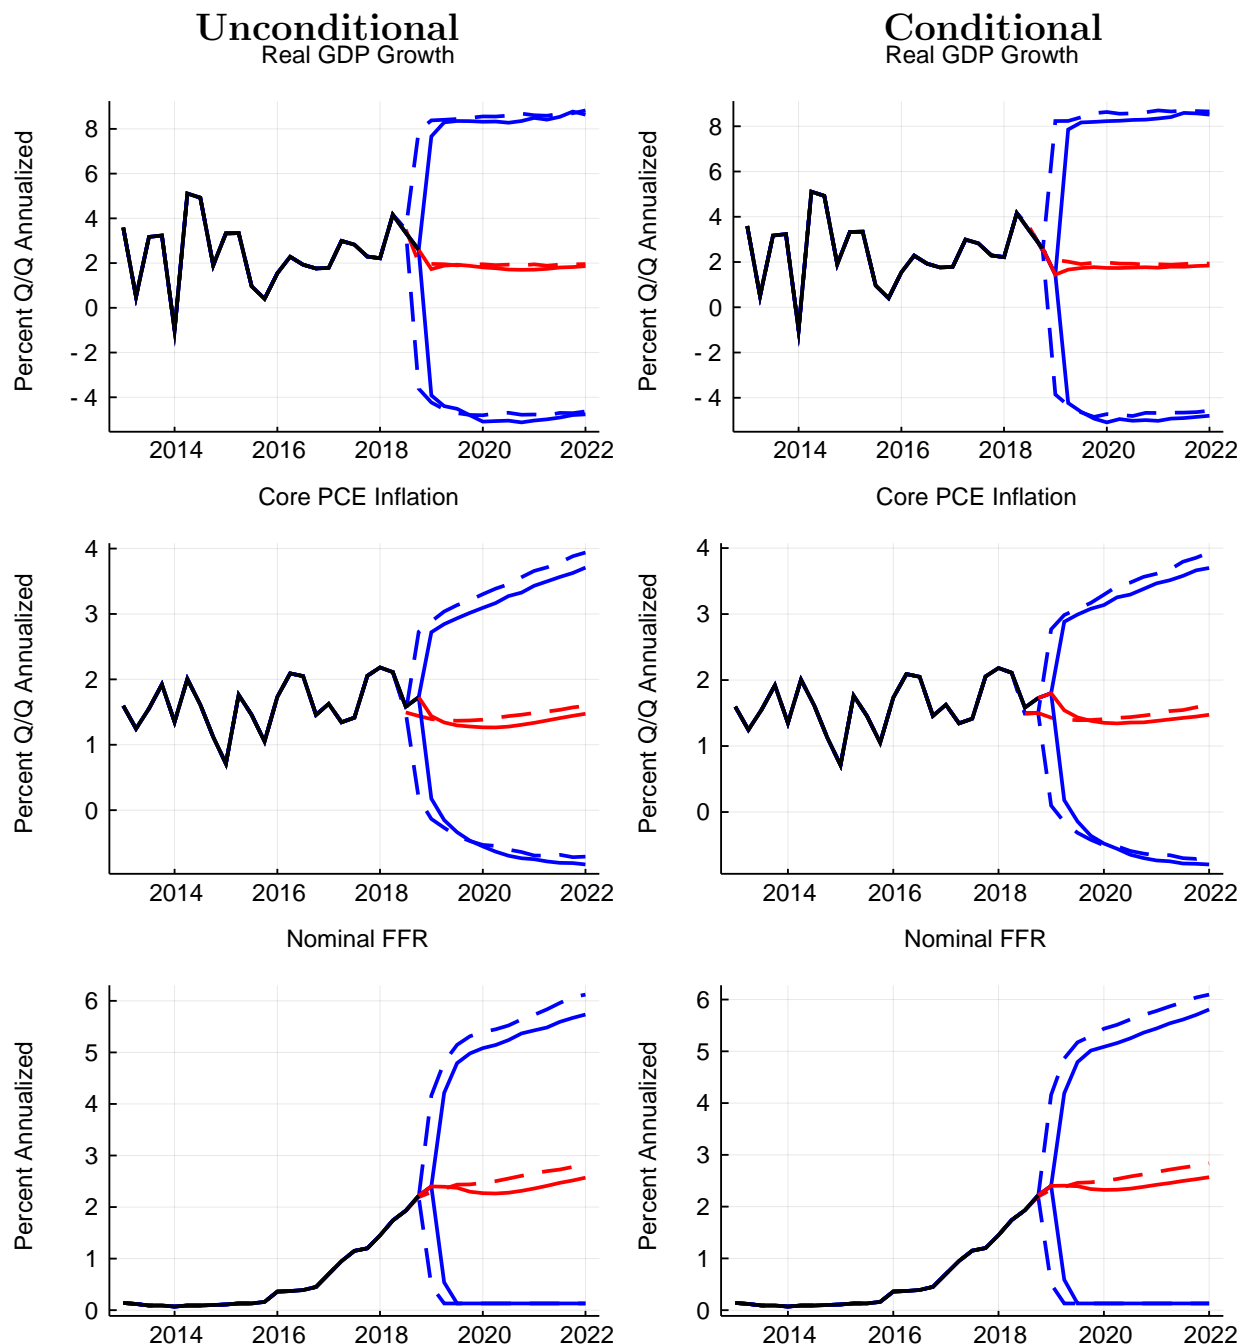 Unconditional
Conditional
Real GDP Growth
Real GDP Growth
Percent Q/Q Annualized
8
6
4
2
0
- 2
- 4
2014 2016 2018 2020 2022
Percent Q/Q Annualized
8
6
4
2
0
- 2
- 4
2014 2016 2018 2020 2022
Core PCE Inflation
Core PCE Inflation
Percent Q/Q Annualized
4
3
2
1
0
2014 2016 2018 2020 2022
Percent Q/Q Annualized
4
3
2
1
0
2014 2016 2018 2020 2022
Nominal FFR
Nominal FFR
Percent Annualized
6
5
4
3
2
1
0
2014 2016 2018 2020 2022
Percent Annualized
6
5
4
3
2
1
0
2014 2016 2018 2020 2022